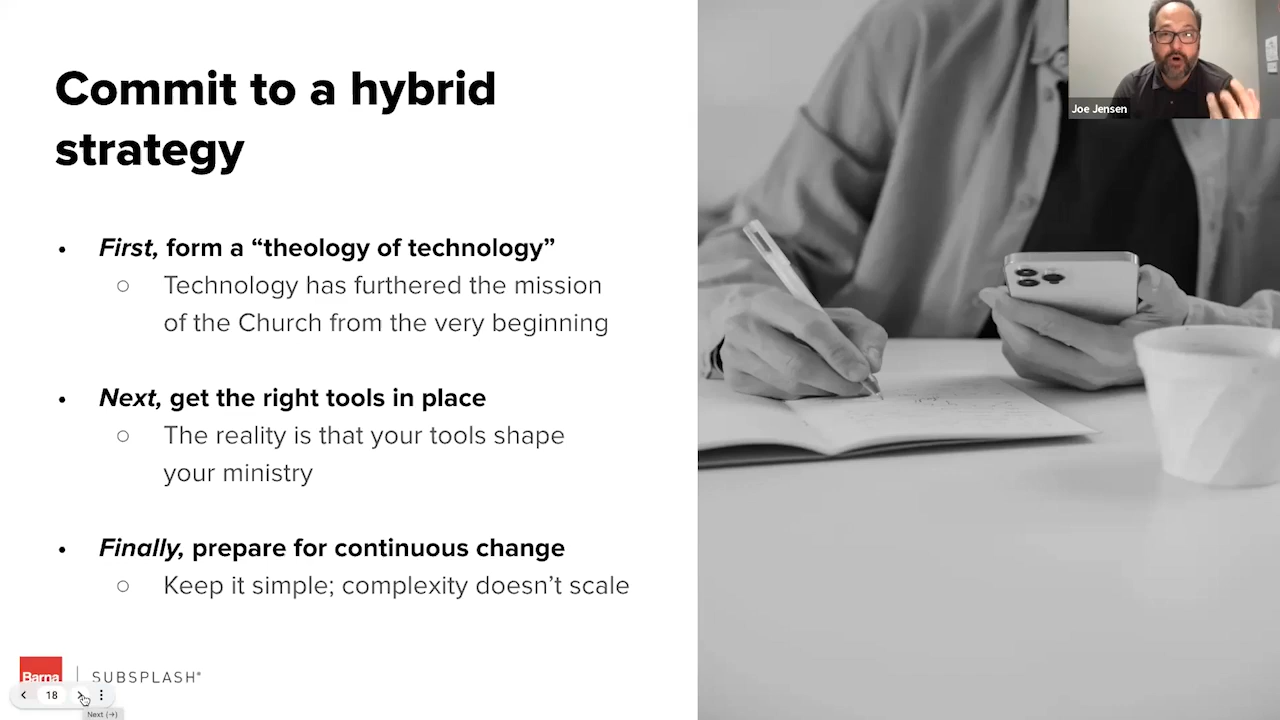 Commit to a hybrid
strategy
• First, form a “theology of technology”
○ Technology has furthered the mission
of the Church from the very beginning
• Next, get the right tools in place
○ The reality is that your tools shape
your ministry
• Finally, prepare for continuous change
○ Keep it simple; complexity doesn’t scale
Joe Jensen
Barna
SUBSPLASH®
18
Next (→)